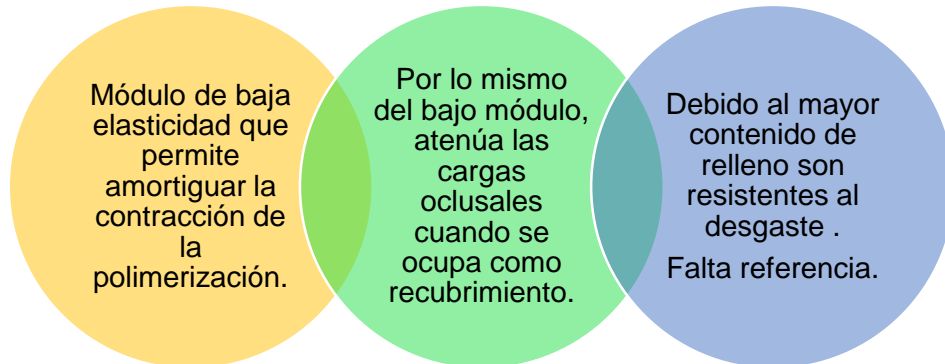 Módulo de baja
elasticidad que
permite
amortiguar la
contracción de
la
polimerización.
Por lo mismo
del bajo módulo,
atenúa las
cargas
oclusales
cuando se
ocupa como
recubrimiento.
Debido al mayor
contenido de
relleno son
resistentes al
desgaste .
Falta referencia.